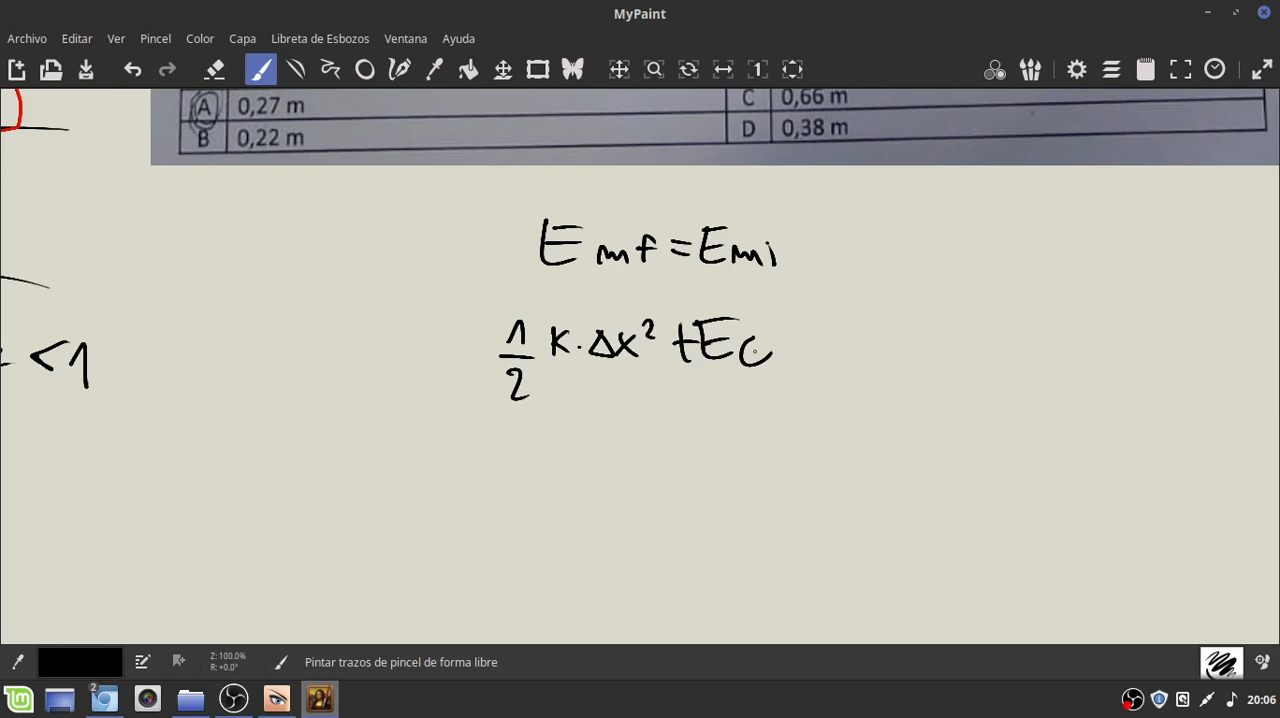 MyPaint
Archivo Editar Ver Pincel Color Capa Libreta de Esbozos Ventana Ayuda
A 0,27 m C 0,66 m
B 0,22 m D 0,38 m
Emf = Emi
< 1
1/2 K·Δx² + Ec
Z: 100.0%
R: +0.0°
Pintar trazos de pincel de forma libre
2
20:06